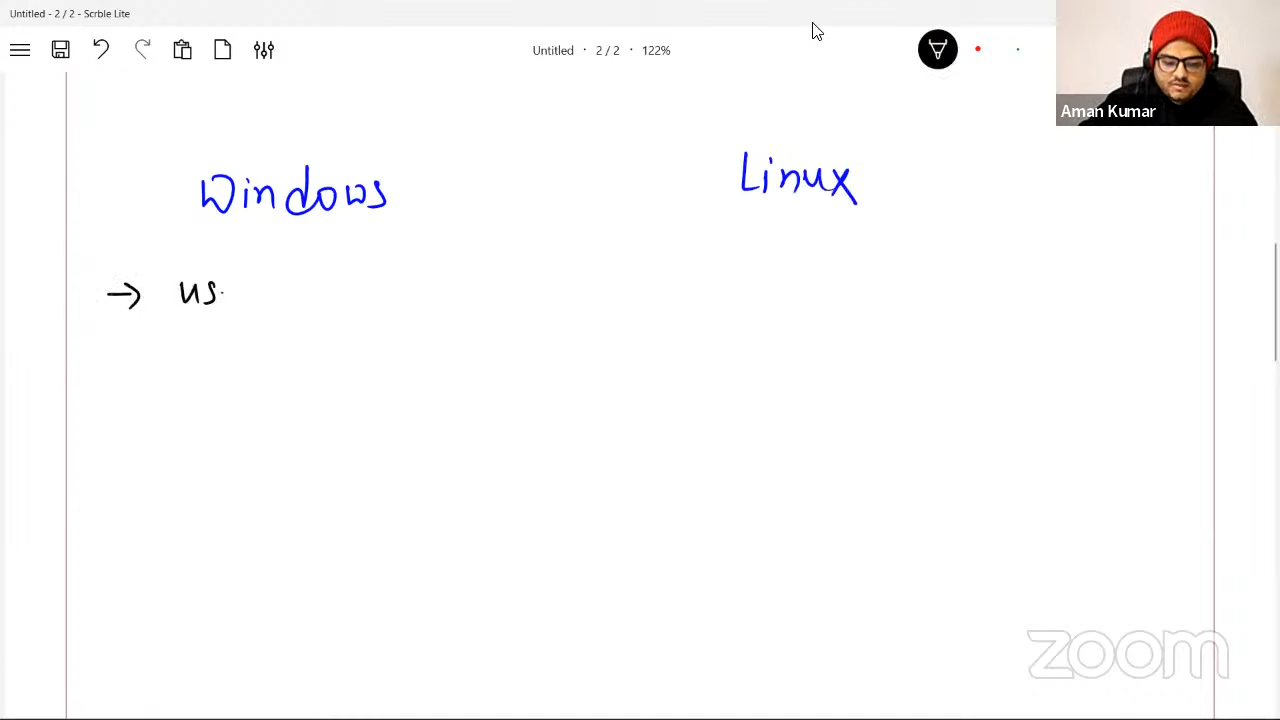 Untitled - 2 / 2 - Scrble Lite
Untitled · 2 / 2 · 122%
Aman Kumar
Windows Linux
→ us
zoom